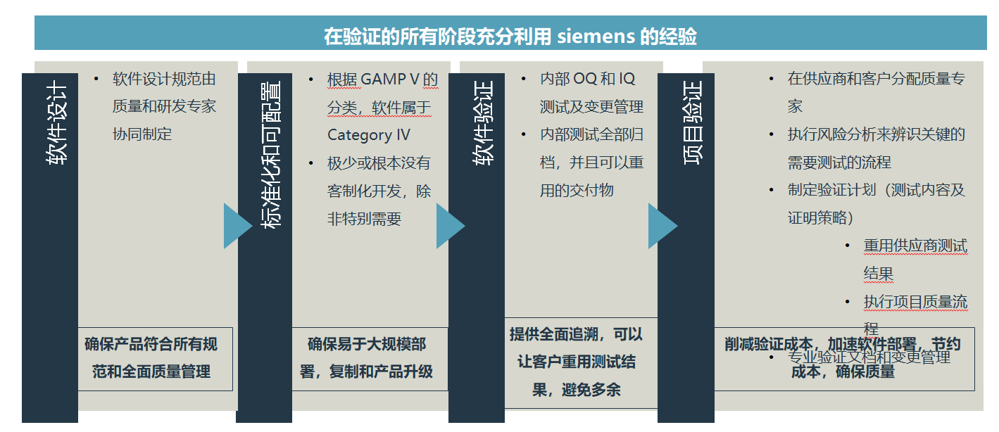 在验证的所有阶段充分利用 siemens 的经验
软件设计
• 软件设计规范由
质量和研发专家
协同制定
确保产品符合所有规
范和全面质量管理
标准化和可配置
• 根据 GAMP V 的
分类，软件属于
Category IV
• 极少或根本没有
客制化开发，除
非特别需要
确保易于大规模部
署，复制和产品升级
软件验证
• 内部 OQ 和 IQ
测试及变更管理
• 内部测试全部归
档，并且可以重
用的交付物
提供全面追溯，可以
让客户重用测试结
果，避免多余
项目验证
• 在供应商和客户分配质量专
家
• 执行风险分析来辨识关键的
需要测试的流程
• 制定验证计划（测试内容及
证明策略）
• 重用供应商测试
结果
• 执行项目质量流
程
• 专业验证文档和变更管理
削减验证成本，加速软件部署，节约
成本，确保质量